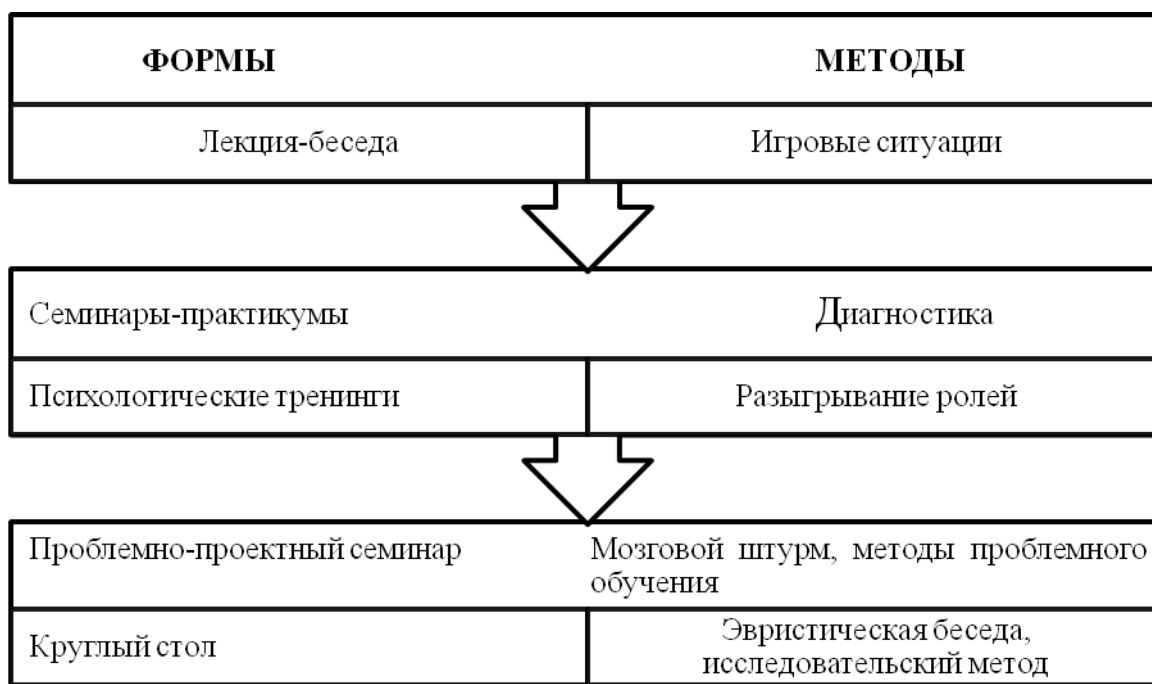 ФОРМЫ МЕТОДЫ
Лекция-беседа Игровые ситуации
Семинары-практикумы Диагностика
Психологические тренинги Разыгрывание ролей
Проблемно-проектный семинар Мозговой штурм, методы проблемного
обучения
Круглый стол Эвристическая беседа,
исследовательский метод